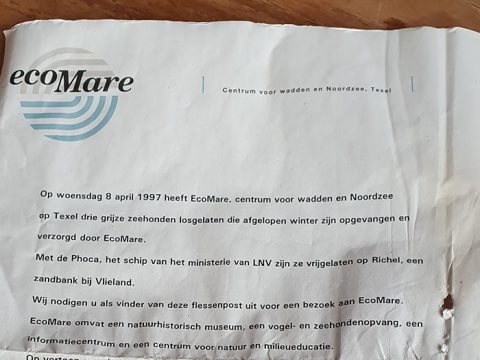 ecoMare
Centrum voor wadden en Noordzee, Texel
Op woensdag 8 april 1997 heeft EcoMare, centrum voor wadden en Noordzee
op Texel drie grijze zeehonden losgelaten die afgelopen winter zijn opgevangen en
verzorgd door EcoMare.
Met de Phoca, het schip van het ministerie van LNV zijn ze vrijgelaten op Richel, een
zandbank bij Vlieland.
Wij nodigen u als vinder van deze flessenpost uit voor een bezoek aan EcoMare.
EcoMare omvat een natuurhistorisch museum, een vogel- en zeehondenopvang, een
informatiecentrum en een centrum voor natuur en milieueducatie.